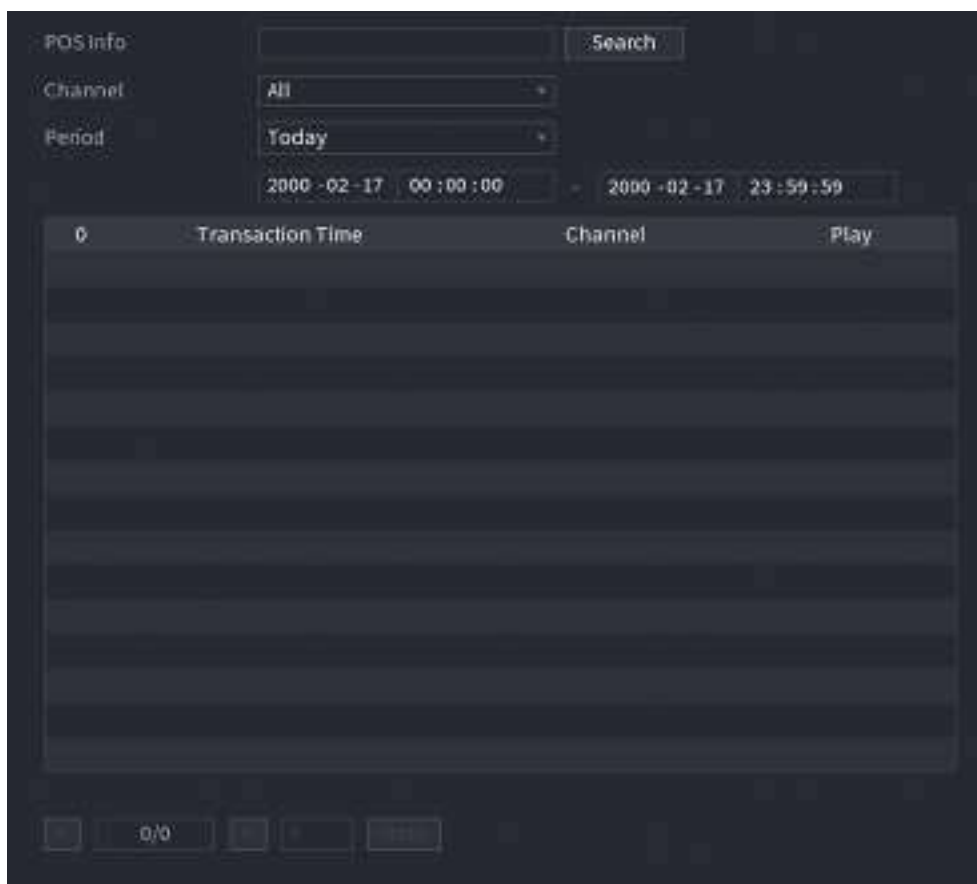 POS Info Search
Channel All
Period Today
2000 -02 -17 00 :00 :00 - 2000 -02 -17 23 :59 :59
0 Transaction Time Channel Play
0/0